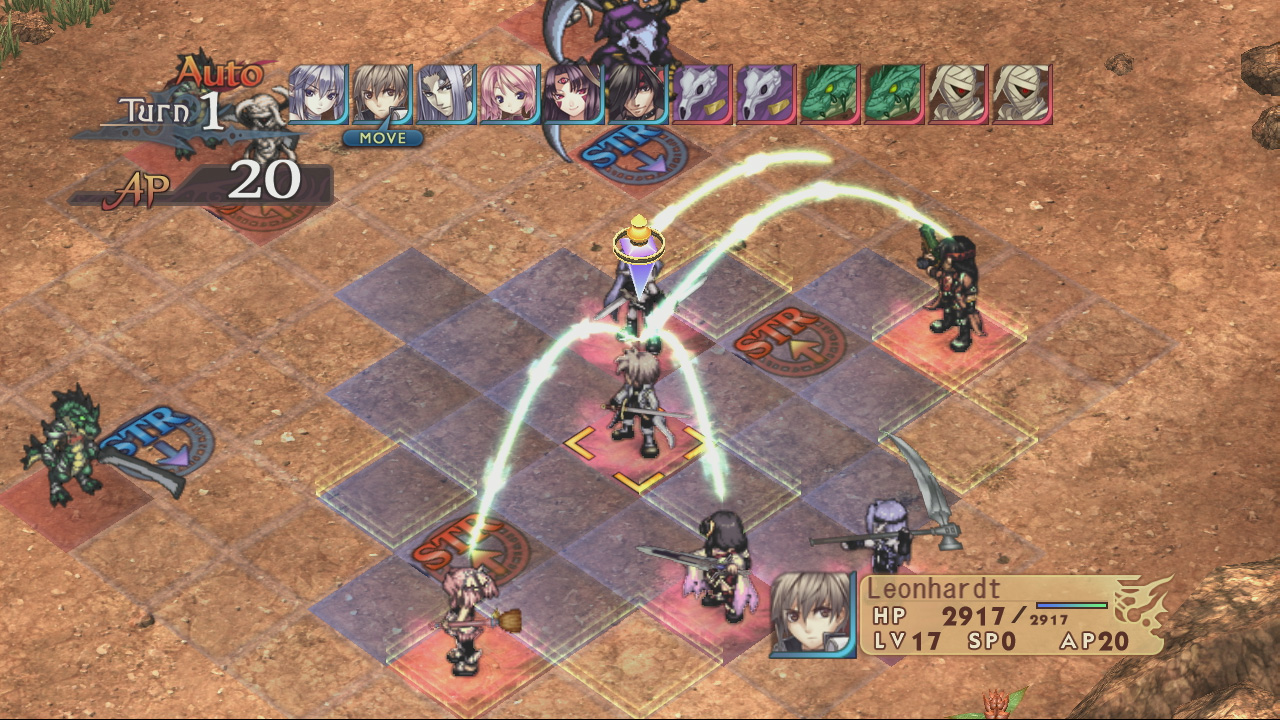 Auto
Turn 1
MOVE
AP 20
STR
STR
STR
STR
Leonhardt
HP 2917/2917
LV17 SP0 AP20